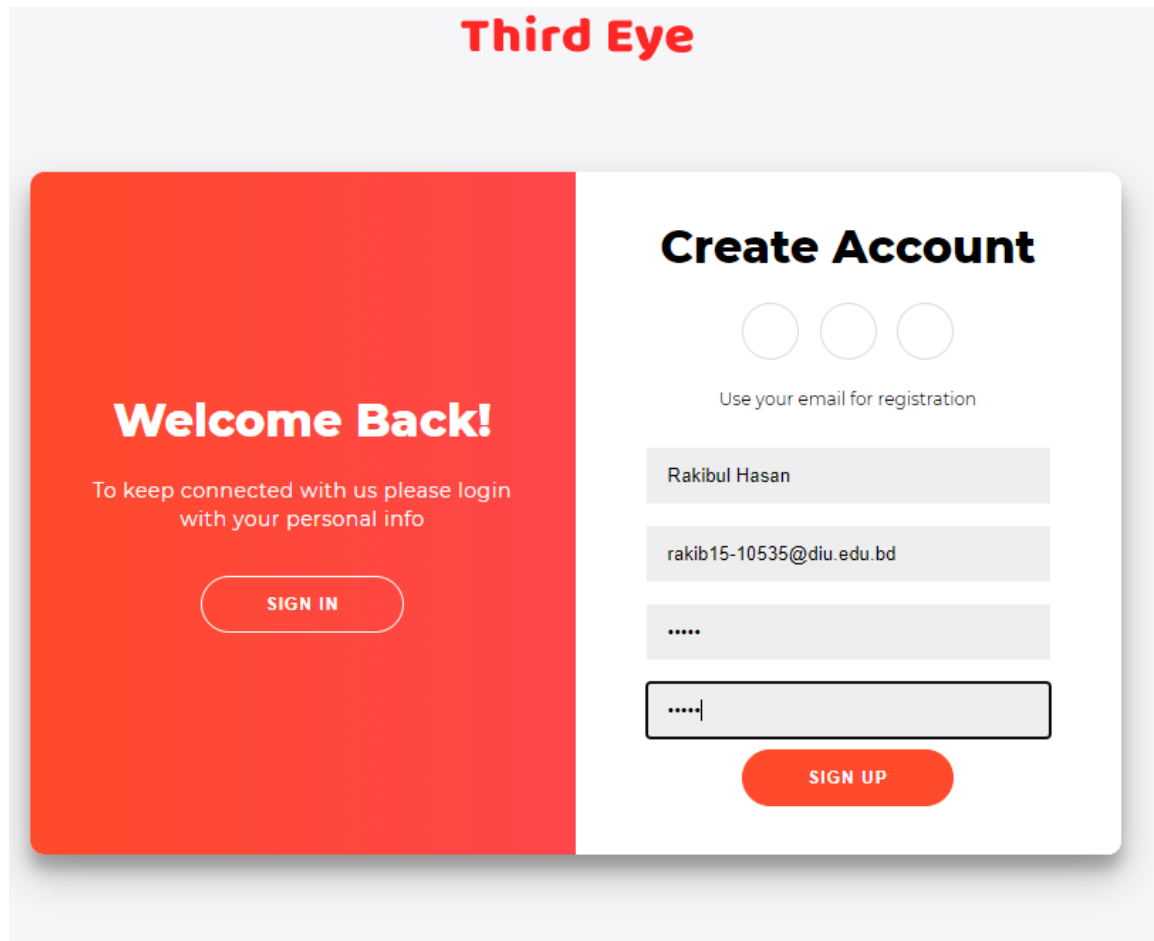 Third Eye
Welcome Back!
To keep connected with us please login
with your personal info
SIGN IN
Create Account
Use your email for registration
Rakibul Hasan
rakib15-10535@diu.edu.bd
•••••
•••••
SIGN UP